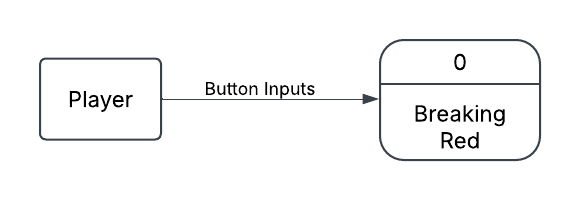 Player
Button Inputs
0
Breaking
Red